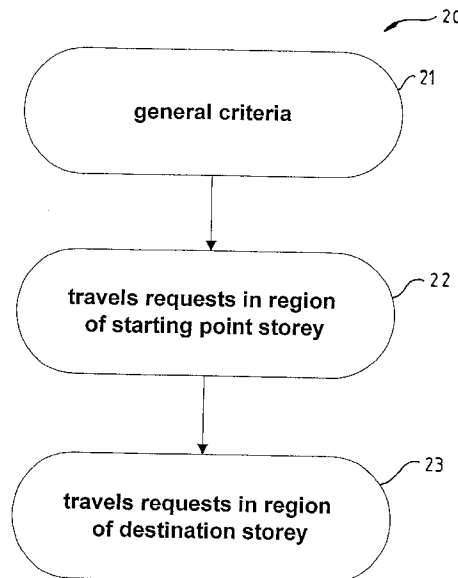 20
21
general criteria
22
travels requests in region
of starting point storey
23
travels requests in region
of destination storey